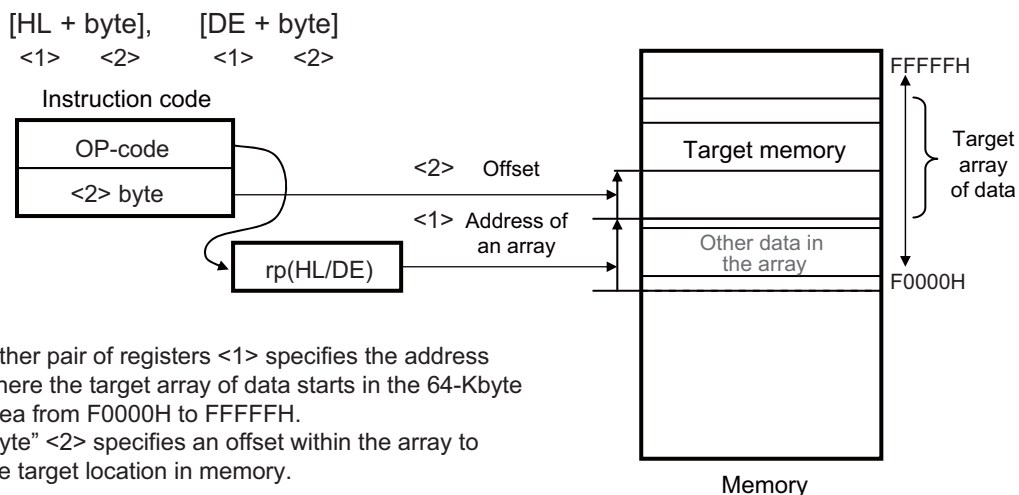 [HL + byte], [DE + byte]
<1> <2> <1> <2>
Instruction code
OP-code
<2> byte
<2> Offset
<1> Address of
an array
rp(HL/DE)
FFFFFH
Target memory
Target
array
of data
Other data in
the array
F0000H
Memory
ther pair of registers <1> specifies the address
here the target array of data starts in the 64-Kbyte
ea from F0000H to FFFFFH.
yte” <2> specifies an offset within the array to
e target location in memory.